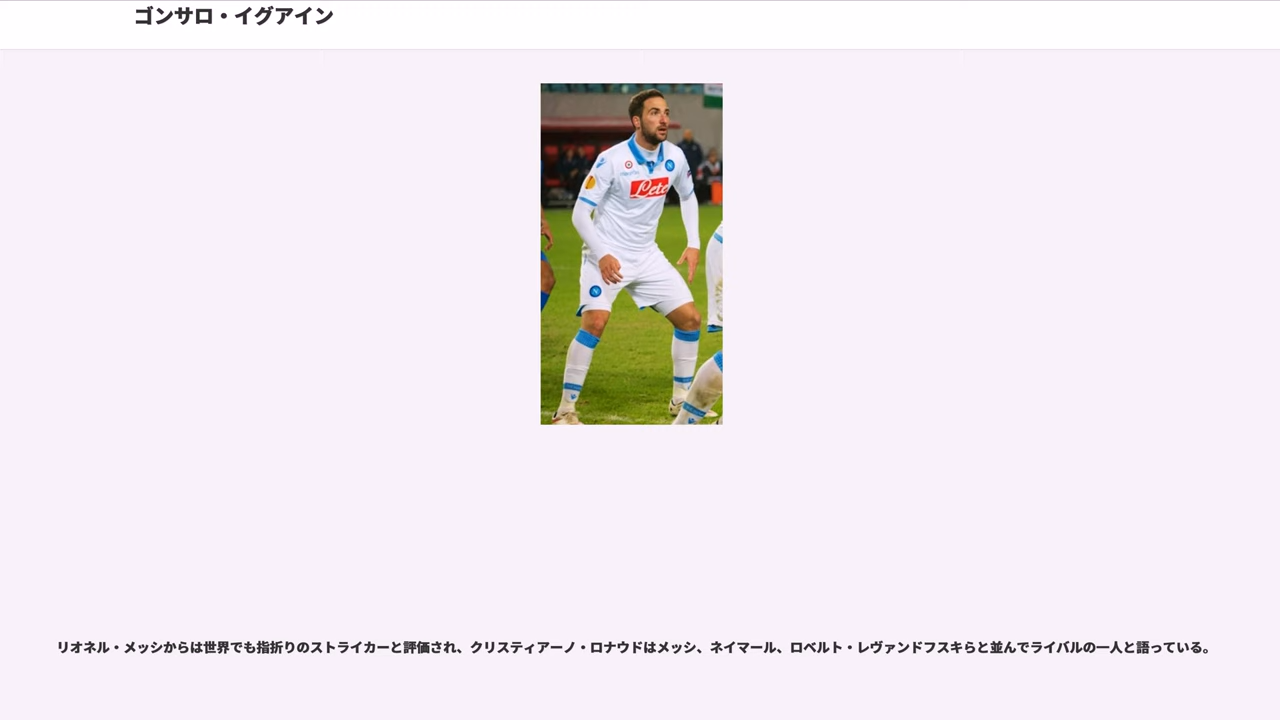 ゴンサロ・イグアイン
Lete
リオネル・メッシからは世界でも指折りのストライカーと評価され、クリスティアーノ・ロナウドはメッシ、ネイマール、ロベルト・レヴァンドフスキらと並んでライバルの一人と語っている。